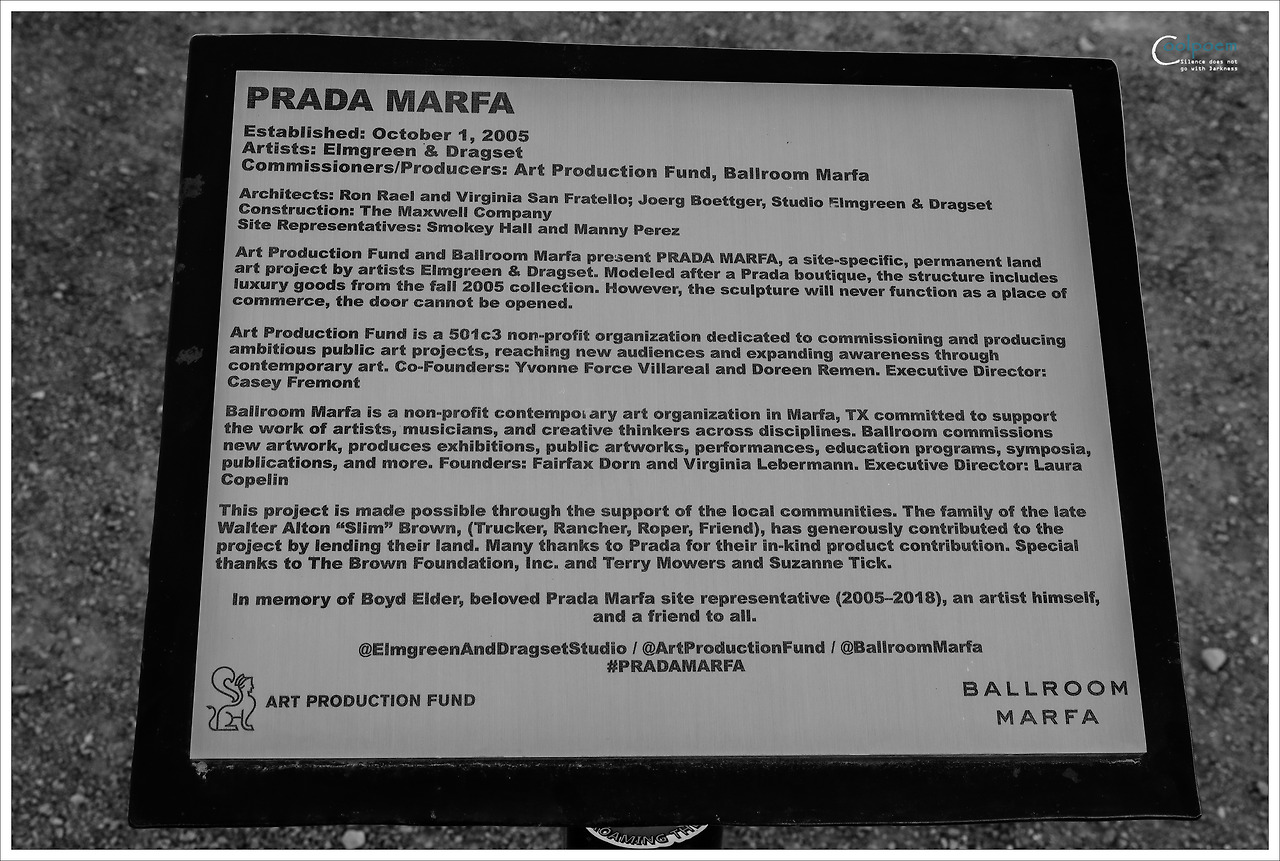 PRADA MARFA
Established: October 1, 2005
Artists: Elmgreen & Dragset
Commissioners/Producers: Art Production Fund, Ballroom Marfa
Architects: Ron Rael and Virginia San Fratello; Joerg Boettger, Studio Elmgreen & Dragset
Construction: The Maxwell Company
Site Representatives: Smokey Hall and Manny Perez
Art Production Fund and Ballroom Marfa present PRADA MARFA, a site-specific, permanent land
art project by artists Elmgreen & Dragset. Modeled after a Prada boutique, the structure includes
luxury goods from the fall 2005 collection. However, the sculpture will never function as a place of
commerce, the door cannot be opened.
Art Production Fund is a 501c3 non-profit organization dedicated to commissioning and producing
ambitious public art projects, reaching new audiences and expanding awareness through
contemporary art. Co-Founders: Yvonne Force Villareal and Doreen Remen. Executive Director:
Casey Fremont
Ballroom Marfa is a non-profit contemporary art organization in Marfa, TX committed to support
the work of artists, musicians, and creative thinkers across disciplines. Ballroom commissions
new artwork, produces exhibitions, public artworks, performances, education programs, symposia,
publications, and more. Founders: Fairfax Dorn and Virginia Lebermann. Executive Director: Laura
Copelin
This project is made possible through the support of the local communities. The family of the late
Walter Alton “Slim” Brown, (Trucker, Rancher, Roper, Friend), has generously contributed to the
project by lending their land. Many thanks to Prada for their in-kind product contribution. Special
thanks to The Brown Foundation, Inc. and Terry Mowers and Suzanne Tick.
In memory of Boyd Elder, beloved Prada Marfa site representative (2005–2018), an artist himself,
and a friend to all.
@ElmgreenAndDragsetStudio / @ArtProductionFund / @BallroomMarfa
#PRADAMARFA
ART PRODUCTION FUND
BALLROOM
MARFA
ROAMING THE
Coolpoem
Silence does not
go with Darkness